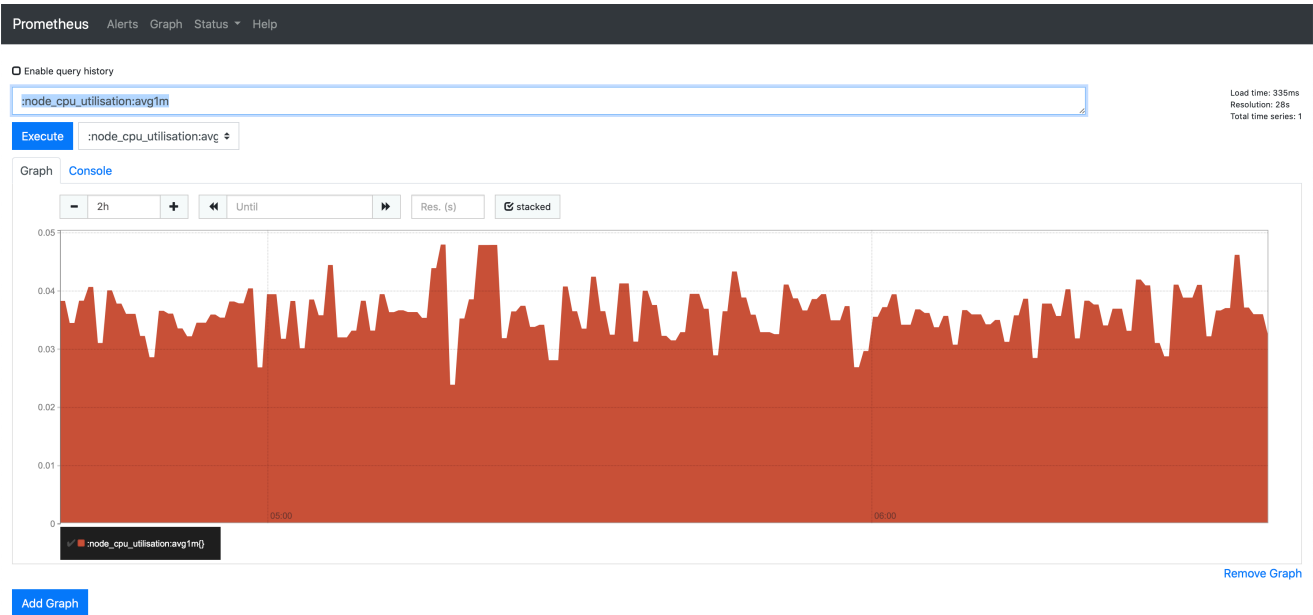 Prometheus Alerts Graph Status Help
Enable query history
:node_cpu_utilisation:avg1m
Load time: 335ms
Resolution: 28s
Total time series: 1
Execute :node_cpu_utilisation:avg
Graph Console
2h Until Res. (s) stacked
0.05
0.04
0.03
0.02
0.01
0
05:00 06:00
:node_cpu_utilisation:avg1m{}
Remove Graph
Add Graph